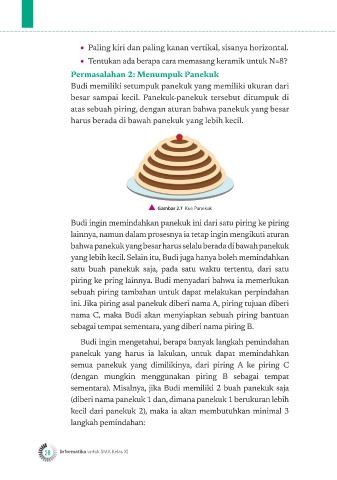 • Paling kiri dan paling kanan vertikal, sisanya horizontal.
• Tentukan ada berapa cara memasang keramik untuk N=8?
Permasalahan 2: Menumpuk Panekuk
Budi memiliki setumpuk panekuk yang memiliki ukuran dari
besar sampai kecil. Panekuk-panekuk tersebut ditumpuk di
atas sebuah piring, dengan aturan bahwa panekuk yang besar
harus berada di bawah panekuk yang lebih kecil.
▲ Gambar 2.7 Kue Panekuk
Budi ingin memindahkan panekuk ini dari satu piring ke piring
lainnya, namun dalam prosesnya ia tetap ingin mengikuti aturan
bahwa panekuk yang besar harus selalu berada di bawah panekuk
yang lebih kecil. Selain itu, Budi juga hanya boleh memindahkan
satu buah panekuk saja, pada satu waktu tertentu, dari satu
piring ke pring lainnya. Budi menyadari bahwa ia memerlukan
sebuah piring tambahan untuk dapat melakukan perpindahan
ini. Jika piring asal panekuk diberi nama A, piring tujuan diberi
nama C, maka Budi akan menyiapkan sebuah piring bantuan
sebagai tempat sementara, yang diberi nama piring B.
Budi ingin mengetahui, berapa banyak langkah pemindahan
panekuk yang harus ia lakukan, untuk dapat memindahkan
semua panekuk yang dimilikinya, dari piring A ke piring C
(dengan mungkin menggunakan piring B sebagai tempat
sementara). Misalnya, jika Budi memiliki 2 buah panekuk saja
(diberi nama panekuk 1 dan, dimana panekuk 1 berukuran lebih
kecil dari panekuk 2), maka ia akan membutuhkan minimal 3
langkah pemindahan:
28 Informatika untuk SMA Kelas XI